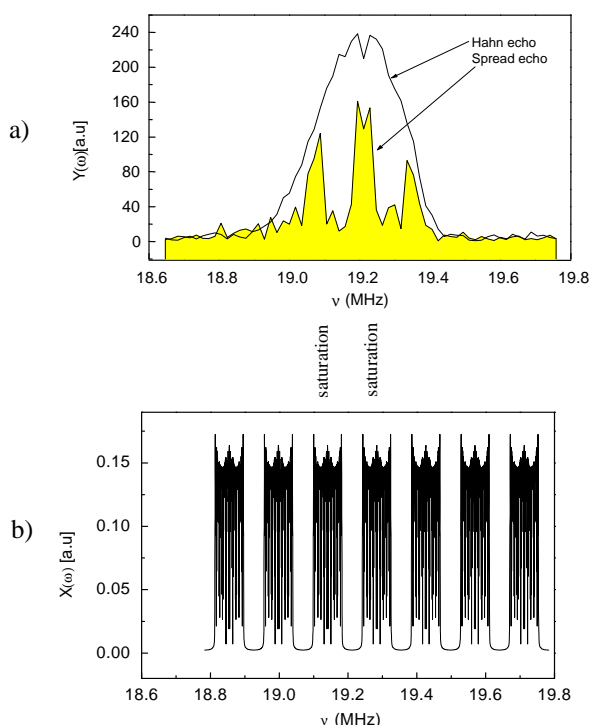 a)
240
200
160
120
80
40
0
Y(ω)[a.u]
Hahn echo
Spread echo
18.6 18.8 19.0 19.2 19.4 19.6 19.8
ν (MHz)
saturation saturation
b)
0.15
0.10
0.05
0.00
X(ω) [a.u]
18.6 18.8 19.0 19.2 19.4 19.6 19.8
ν (MHz)